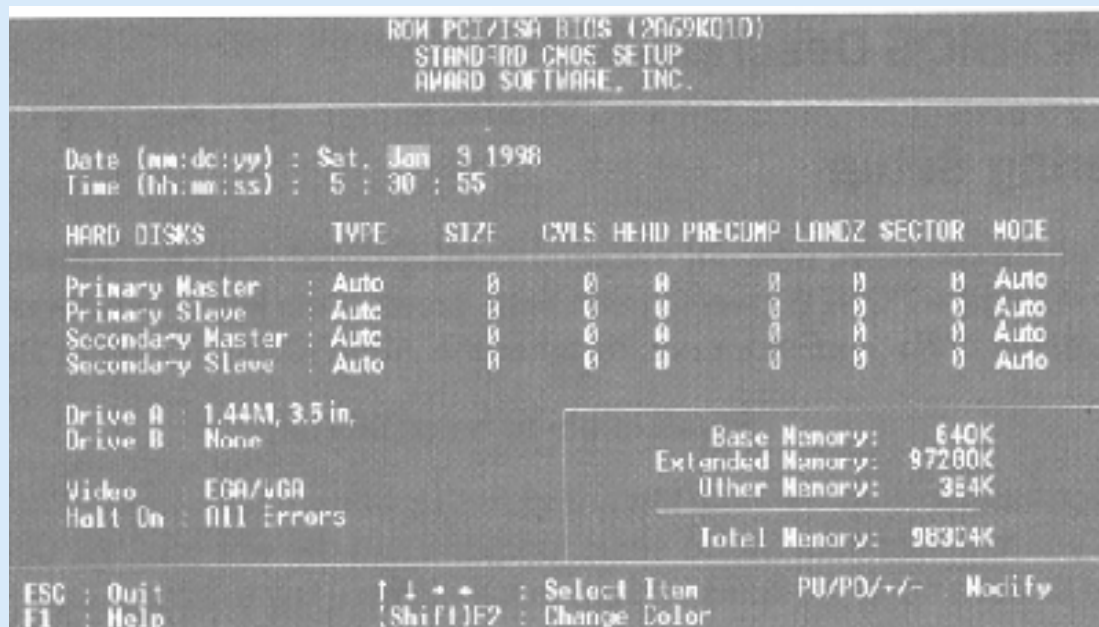 ROM PCI/ISA BIOS (2A69KQ1D)
STANDARD CMOS SETUP
AWARD SOFTWARE, INC.
Date (mm:dd:yy) : Sat, Jan 3 1998
Time (hh:mm:ss) : 5 : 30 : 55
HARD DISKS TYPE SIZE CYLS HEAD PRECOMP LANDZ SECTOR MODE
Primary Master : Auto 0 0 0 0 0 0 Auto
Primary Slave : Auto 0 0 0 0 0 0 Auto
Secondary Master : Auto 0 0 0 0 0 0 Auto
Secondary Slave : Auto 0 0 0 0 0 0 Auto
Drive A : 1.44M, 3.5 in.
Drive B : None
Video : EGA/VGA
Halt On : All Errors
Base Memory: 640K
Extended Memory: 97280K
Other Memory: 384K
Total Memory: 98304K
ESC : Quit
F1 : Help
↑ ↓ → ← : Select Item
(Shift)F2 : Change Color
PU/PD/+/- : Modify